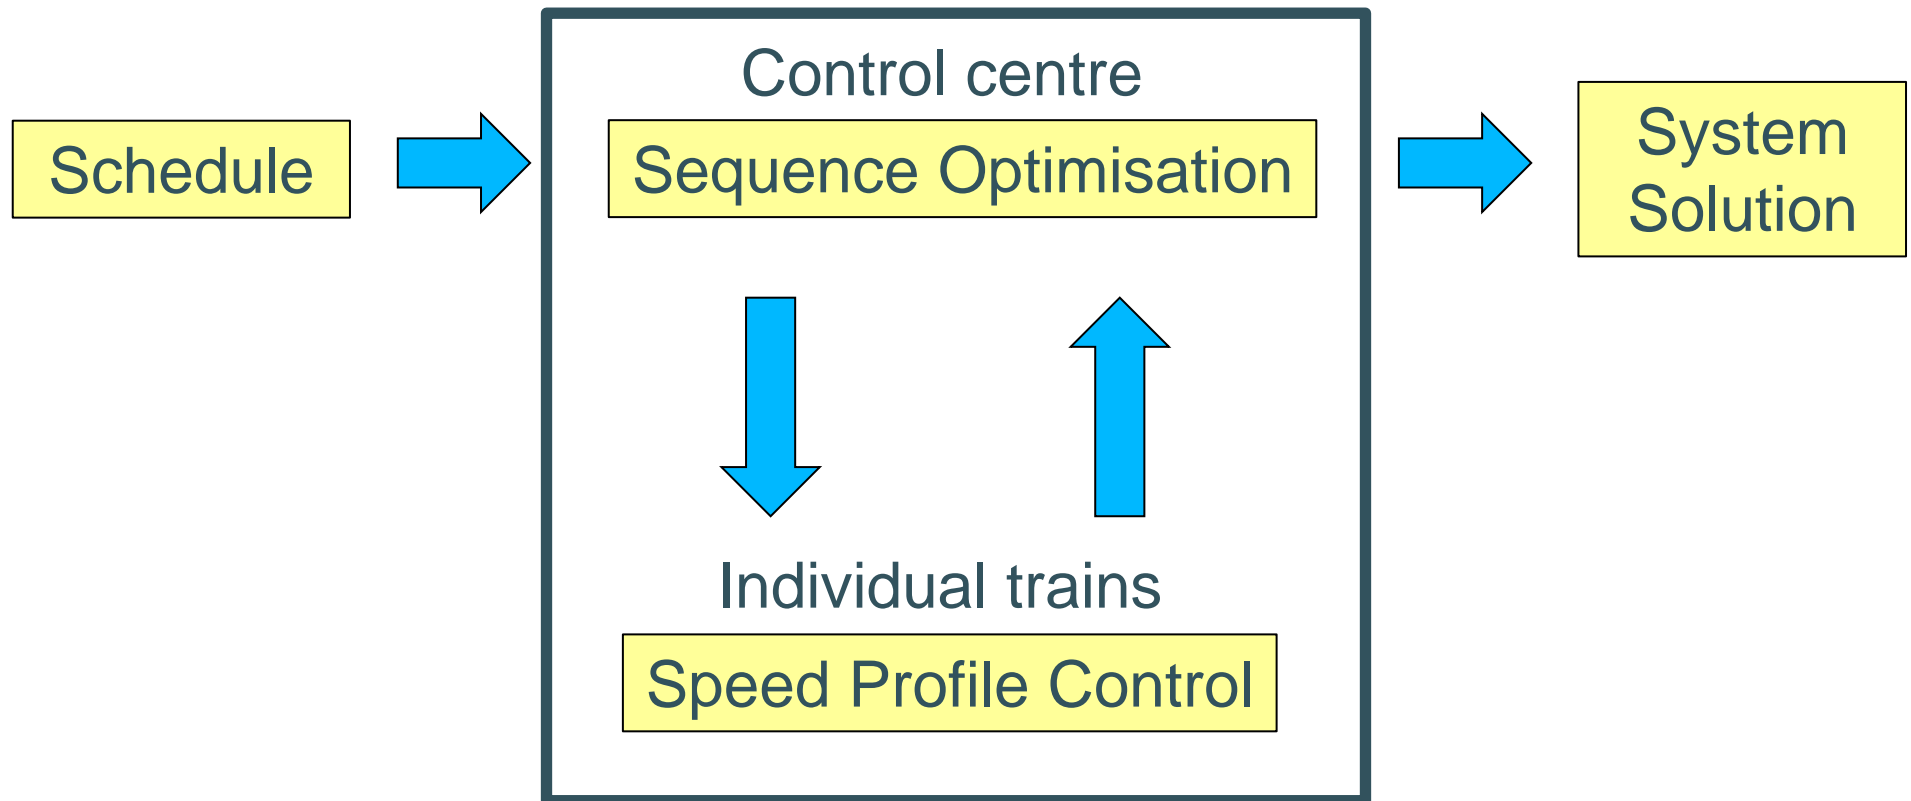 Control centre
Schedule
Sequence Optimisation
System
Solution
Individual trains
Speed Profile Control